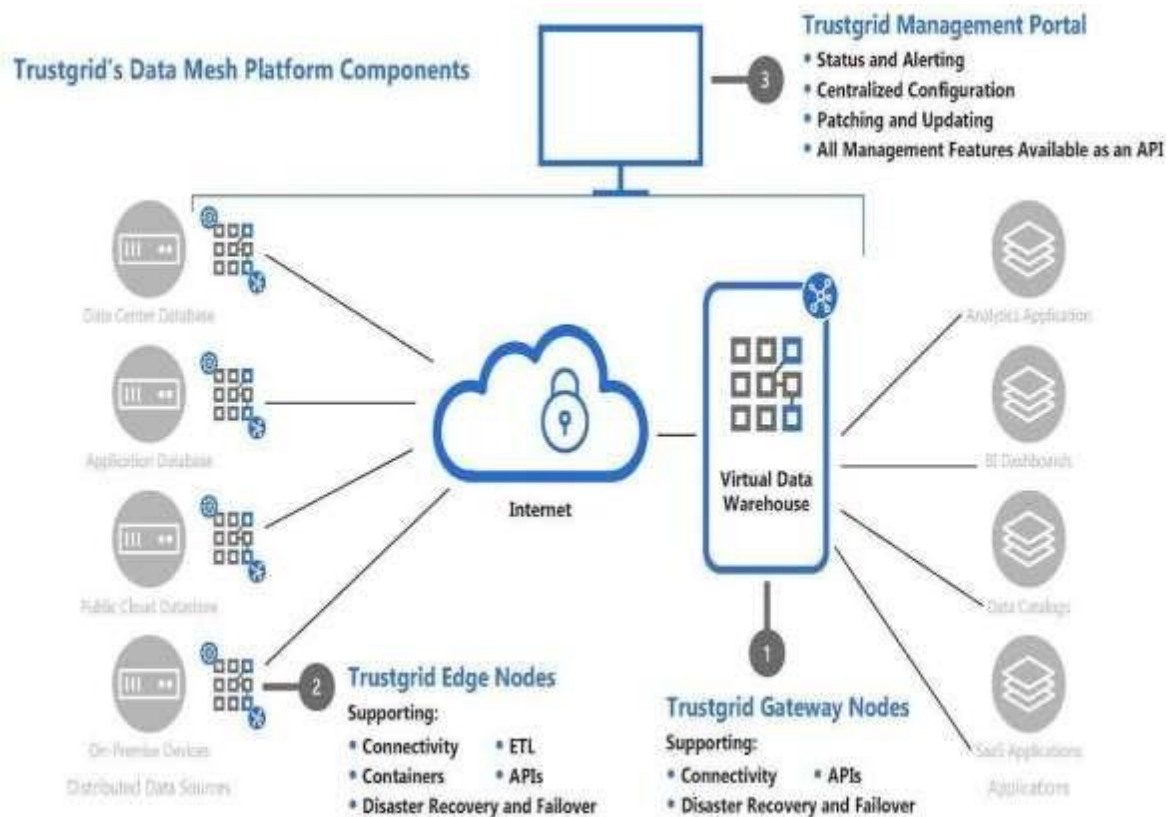 Trustgrid's Data Mesh Platform Components
3
Trustgrid Management Portal
• Status and Alerting
• Centralized Configuration
• Patching and Updating
• All Management Features Available as an API
Data Center Database
Application Database
Public Cloud Datastore
On-Premise Devices
Distributed Data Sources
Internet
Virtual Data
Warehouse
Analytics Application
BI Dashboards
Data Catalogs
SaaS Applications
Applications
2
Trustgrid Edge Nodes
Supporting:
• Connectivity • ETL
• Containers • APIs
• Disaster Recovery and Failover
1
Trustgrid Gateway Nodes
Supporting:
• Connectivity • APIs
• Disaster Recovery and Failover